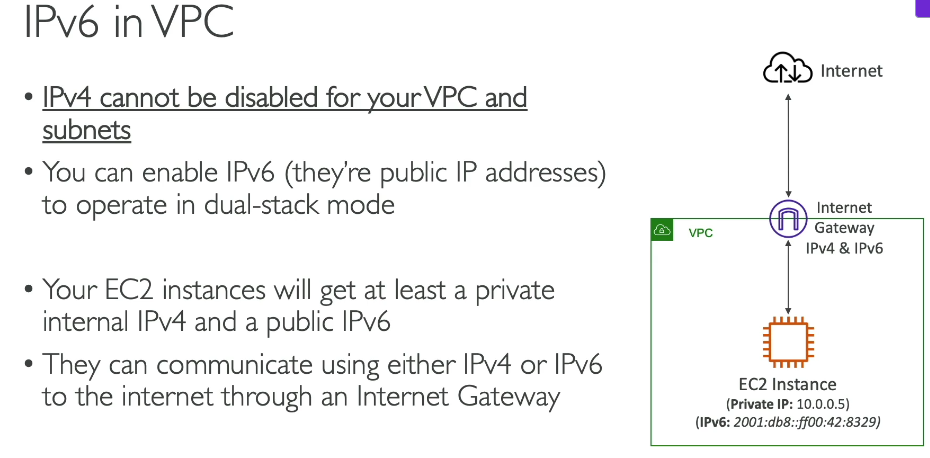 IPv6 in VPC
• IPv4 cannot be disabled for your VPC and
subnets
• You can enable IPv6 (they're public IP addresses)
to operate in dual-stack mode
• Your EC2 instances will get at least a private
internal IPv4 and a public IPv6
• They can communicate using either IPv4 or IPv6
to the internet through an Internet Gateway
Internet
Internet
Gateway
IPv4 & IPv6
VPC
EC2 Instance
(Private IP: 10.0.0.5)
(IPv6: 2001:db8::ff00:42:8329)